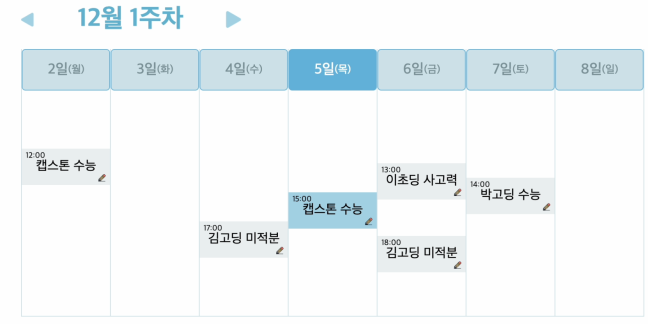 12월 1주차
2일(월)
3일(화)
4일(수)
5일(목)
6일(금)
7일(토)
8일(일)
12:00
캡스톤 수능
17:00
김고딩 미적분
15:00
캡스톤 수능
13:00
이초딩 사고력
18:00
김고딩 미적분
14:00
박고딩 수능